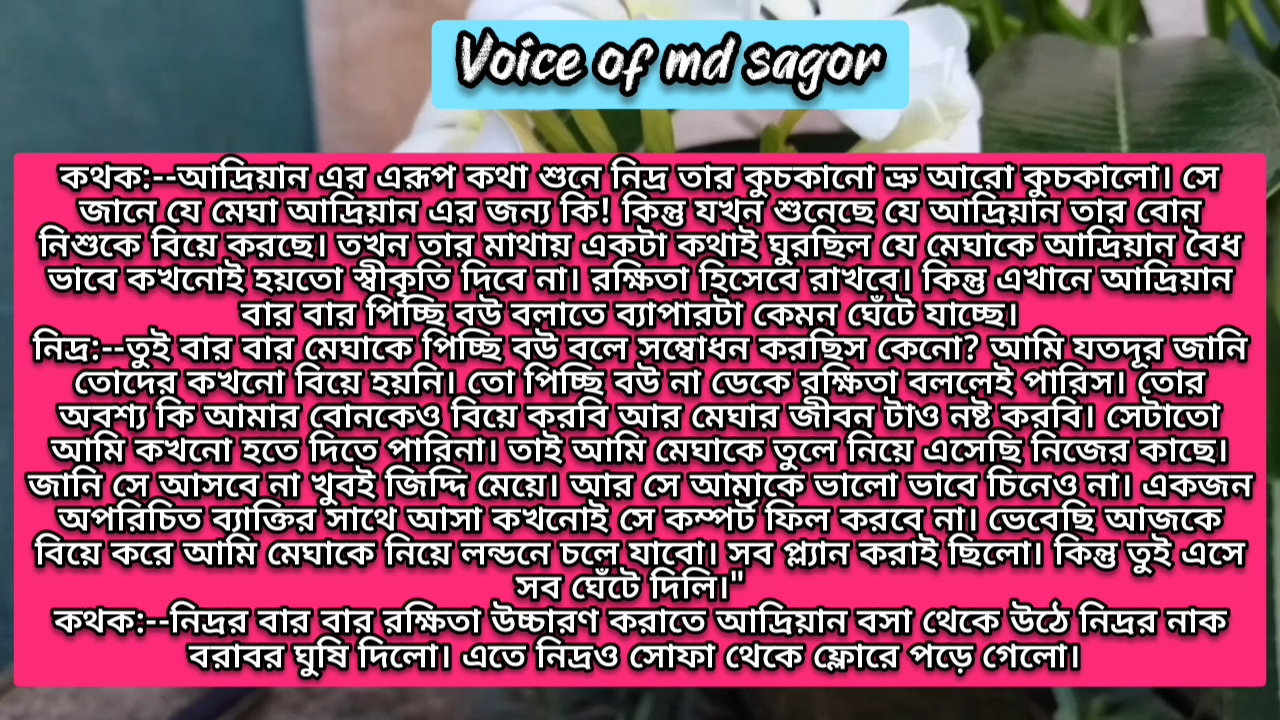 Voice of md sagor
কথক:--আদ্রিয়ান এর এরূপ কথা শুনে নিদ্র তার কুচকানো ভ্রু আরো কুচকালো। সে
জানে যে মেঘা আদ্রিয়ান এর জন্য কি! কিন্তু যখন শুনেছে যে আদ্রিয়ান তার বোন
নিশুকে বিয়ে করছে। তখন তার মাথায় একটা কথাই ঘুরছিল যে মেঘাকে আদ্রিয়ান বৈধ
ভাবে কখনোই হয়তো স্বীকৃতি দিবে না। রক্ষিতা হিসেবে রাখবে। কিন্তু এখানে আদ্রিয়ান
বার বার পিচ্ছি বউ বলাতে ব্যাপারটা কেমন ঘেঁটে যাচ্ছে।
নিদ্র:--তুই বার বার মেঘাকে পিচ্ছি বউ বলে সম্বোধন করছিস কেনো? আমি যতদূর জানি
তোদের কখনো বিয়ে হয়নি। তো পিচ্ছি বউ না ডেকে রক্ষিতা বললেই পারিস। তোর
অবশ্য কি আমার বোনকেও বিয়ে করবি আর মেঘার জীবন টাও নষ্ট করবি। সেটাতো
আমি কখনো হতে দিতে পারিনা। তাই আমি মেঘাকে তুলে নিয়ে এসেছি নিজের কাছে।
জানি সে আসবে না খুবই জিদ্দি মেয়ে। আর সে আমাকে ভালো ভাবে চিনেও না। একজন
অপরিচিত ব্যাক্তির সাথে আসা কখনোই সে কম্পর্ট ফিল করবে না। ভেবেছি আজকে
বিয়ে করে আমি মেঘাকে নিয়ে লন্ডনে চলে যাবো। সব প্ল্যান করাই ছিলো। কিন্তু তুই এসে
সব ঘেঁটে দিলি।"
কথক:--নিদ্রর বার বার রক্ষিতা উচ্চারণ করাতে আদ্রিয়ান বসা থেকে উঠে নিদ্রর নাক
বরাবর ঘুষি দিলো। এতে নিদ্রও সোফা থেকে ফ্লোরে পড়ে গেলো।